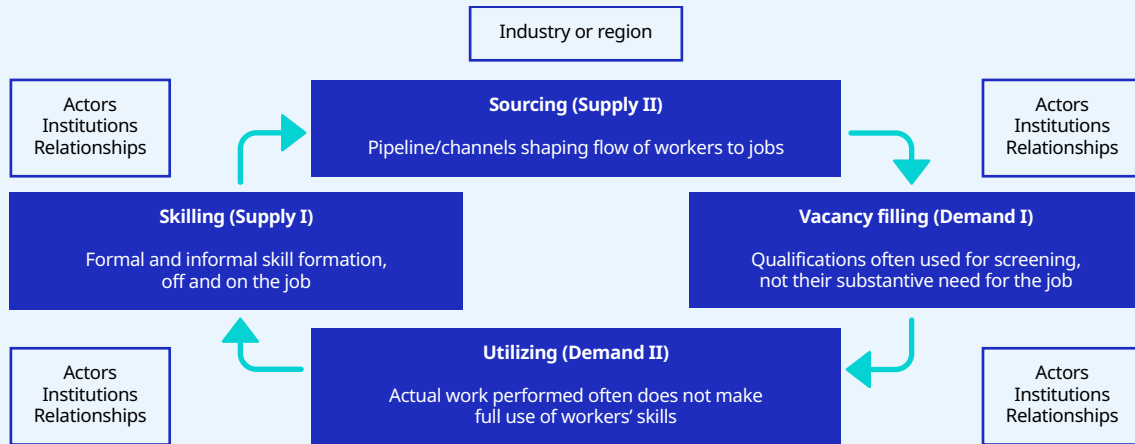 Industry or region
Actors
Institutions
Relationships
Sourcing (Supply II)
Pipeline/channels shaping flow of workers to jobs
Actors
Institutions
Relationships
Skilling (Supply I)
Formal and informal skill formation,
off and on the job
Vacancy filling (Demand I)
Qualifications often used for screening,
not their substantive need for the job
Actors
Institutions
Relationships
Utilizing (Demand II)
Actual work performed often does not make
full use of workers’ skills
Actors
Institutions
Relationships